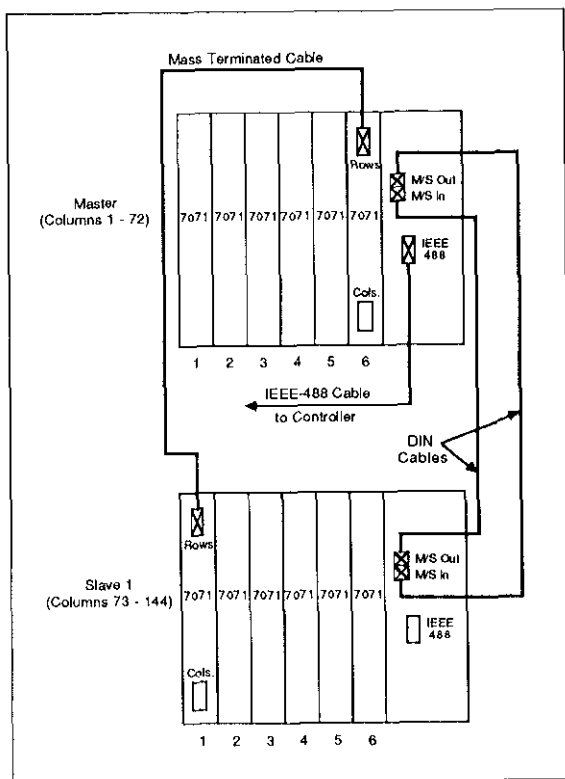 Mass Terminated Cable
Rows
M/S Out
M/S In
Master
(Columns 1 - 72)
7071 7071 7071 7071 7071 7071
IEEE
488
Cols.
1 2 3 4 5 6
IEEE-488 Cable
to Controller
DIN
Cables
Rows
M/S Out
M/S In
Slave 1
(Columns 73 - 144)
7071 7071 7071 7071 7071 7071
IEEE
488
Cols.
1 2 3 4 5 6